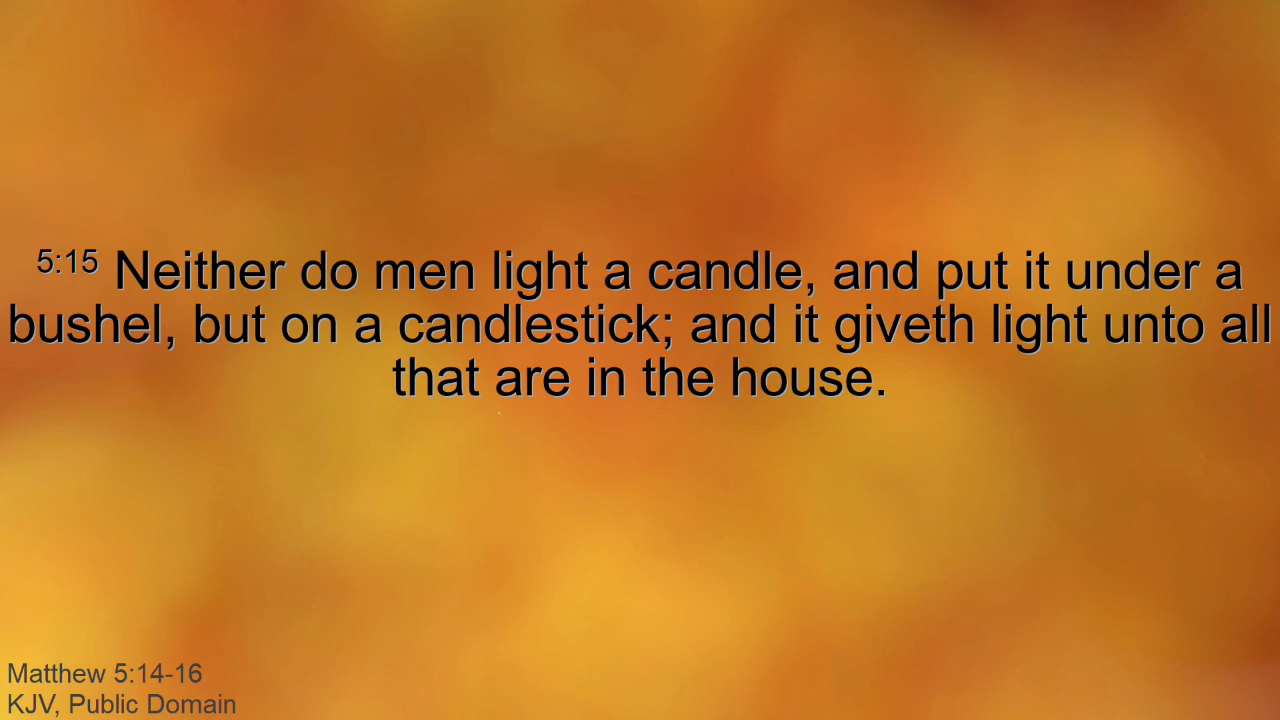 5:15 Neither do men light a candle, and put it under a
bushel, but on a candlestick; and it giveth light unto all
that are in the house.
Matthew 5:14-16
KJV, Public Domain